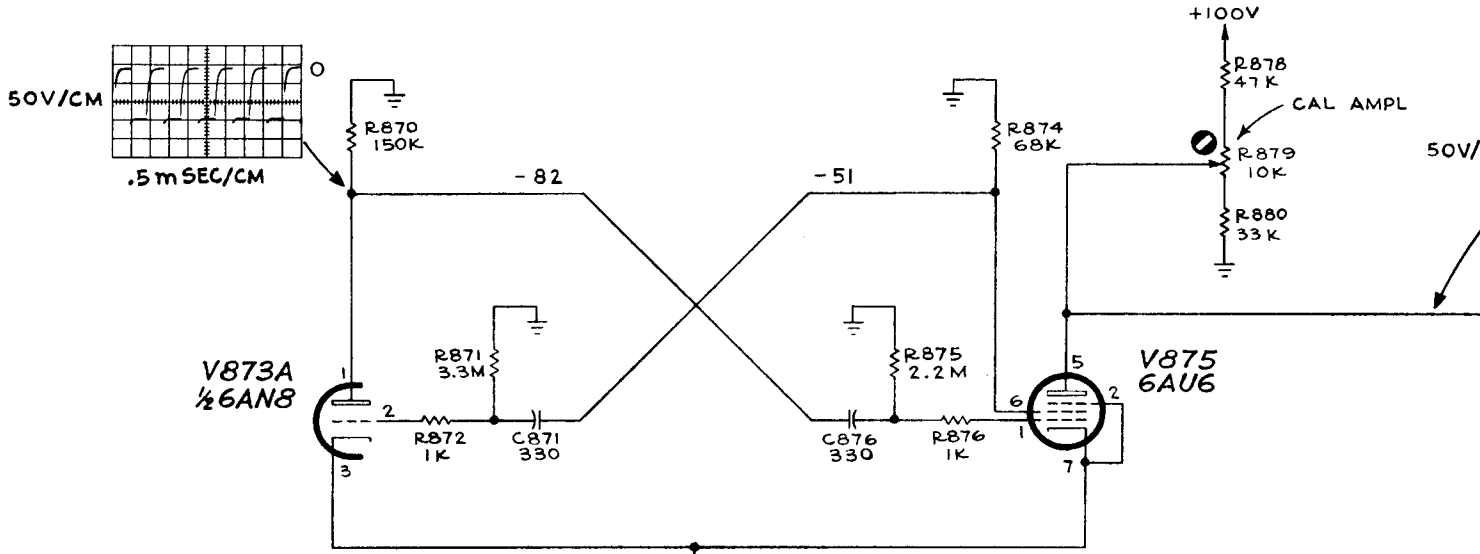 +100V
R878
47K
CAL AMPL
O
50V/CM
R870
150K
R874
68K
R879
10K
50V/
.5mSEC/CM
-82
-51
R880
33K
R871
3.3M
R875
2.2M
V873A
½6AN8
V875
6AU6
1
5
2
6
2
1
R872
1K
C871
330
C876
330
R876
1K
3
7